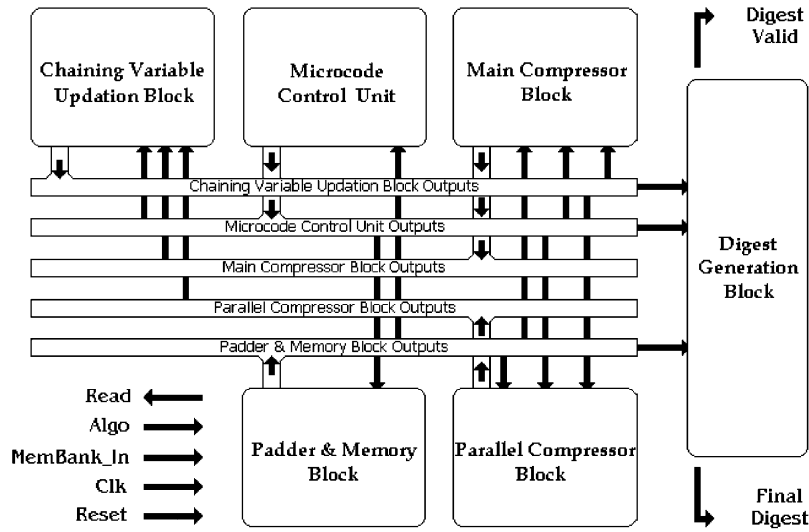 Chaining Variable
Updation Block
Microcode
Control Unit
Main Compressor
Block
Digest
Valid
Chaining Variable Updation Block Outputs
Microcode Control Unit Outputs
Main Compressor Block Outputs
Parallel Compressor Block Outputs
Padder & Memory Block Outputs
Digest
Generation
Block
Read
Algo
MemBank_In
Clk
Reset
Padder & Memory
Block
Parallel Compressor
Block
Final
Digest